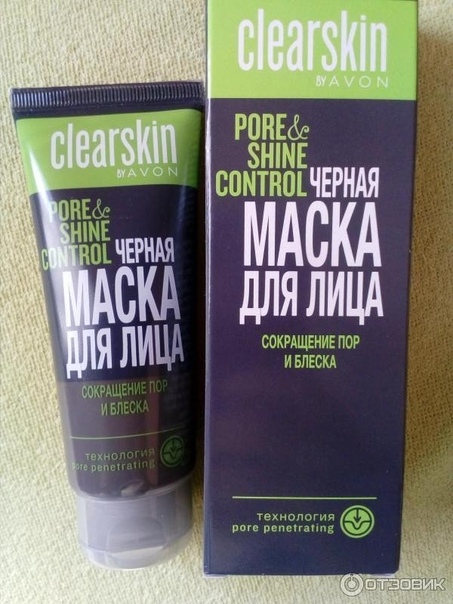 clearskin
BY AVON
PORE &
SHINE
CONTROL ЧЕРНАЯ
МАСКА
ДЛЯ ЛИЦА
СОКРАЩЕНИЕ ПОР
И БЛЕСКА
технология
pore penetrating
clearskin
BY AVON
PORE &
SHINE
CONTROL ЧЕРНАЯ
МАСКА
ДЛЯ ЛИЦА
СОКРАЩЕНИЕ ПОР
И БЛЕСКА
технология
pore penetrating
ОТЗОВИК